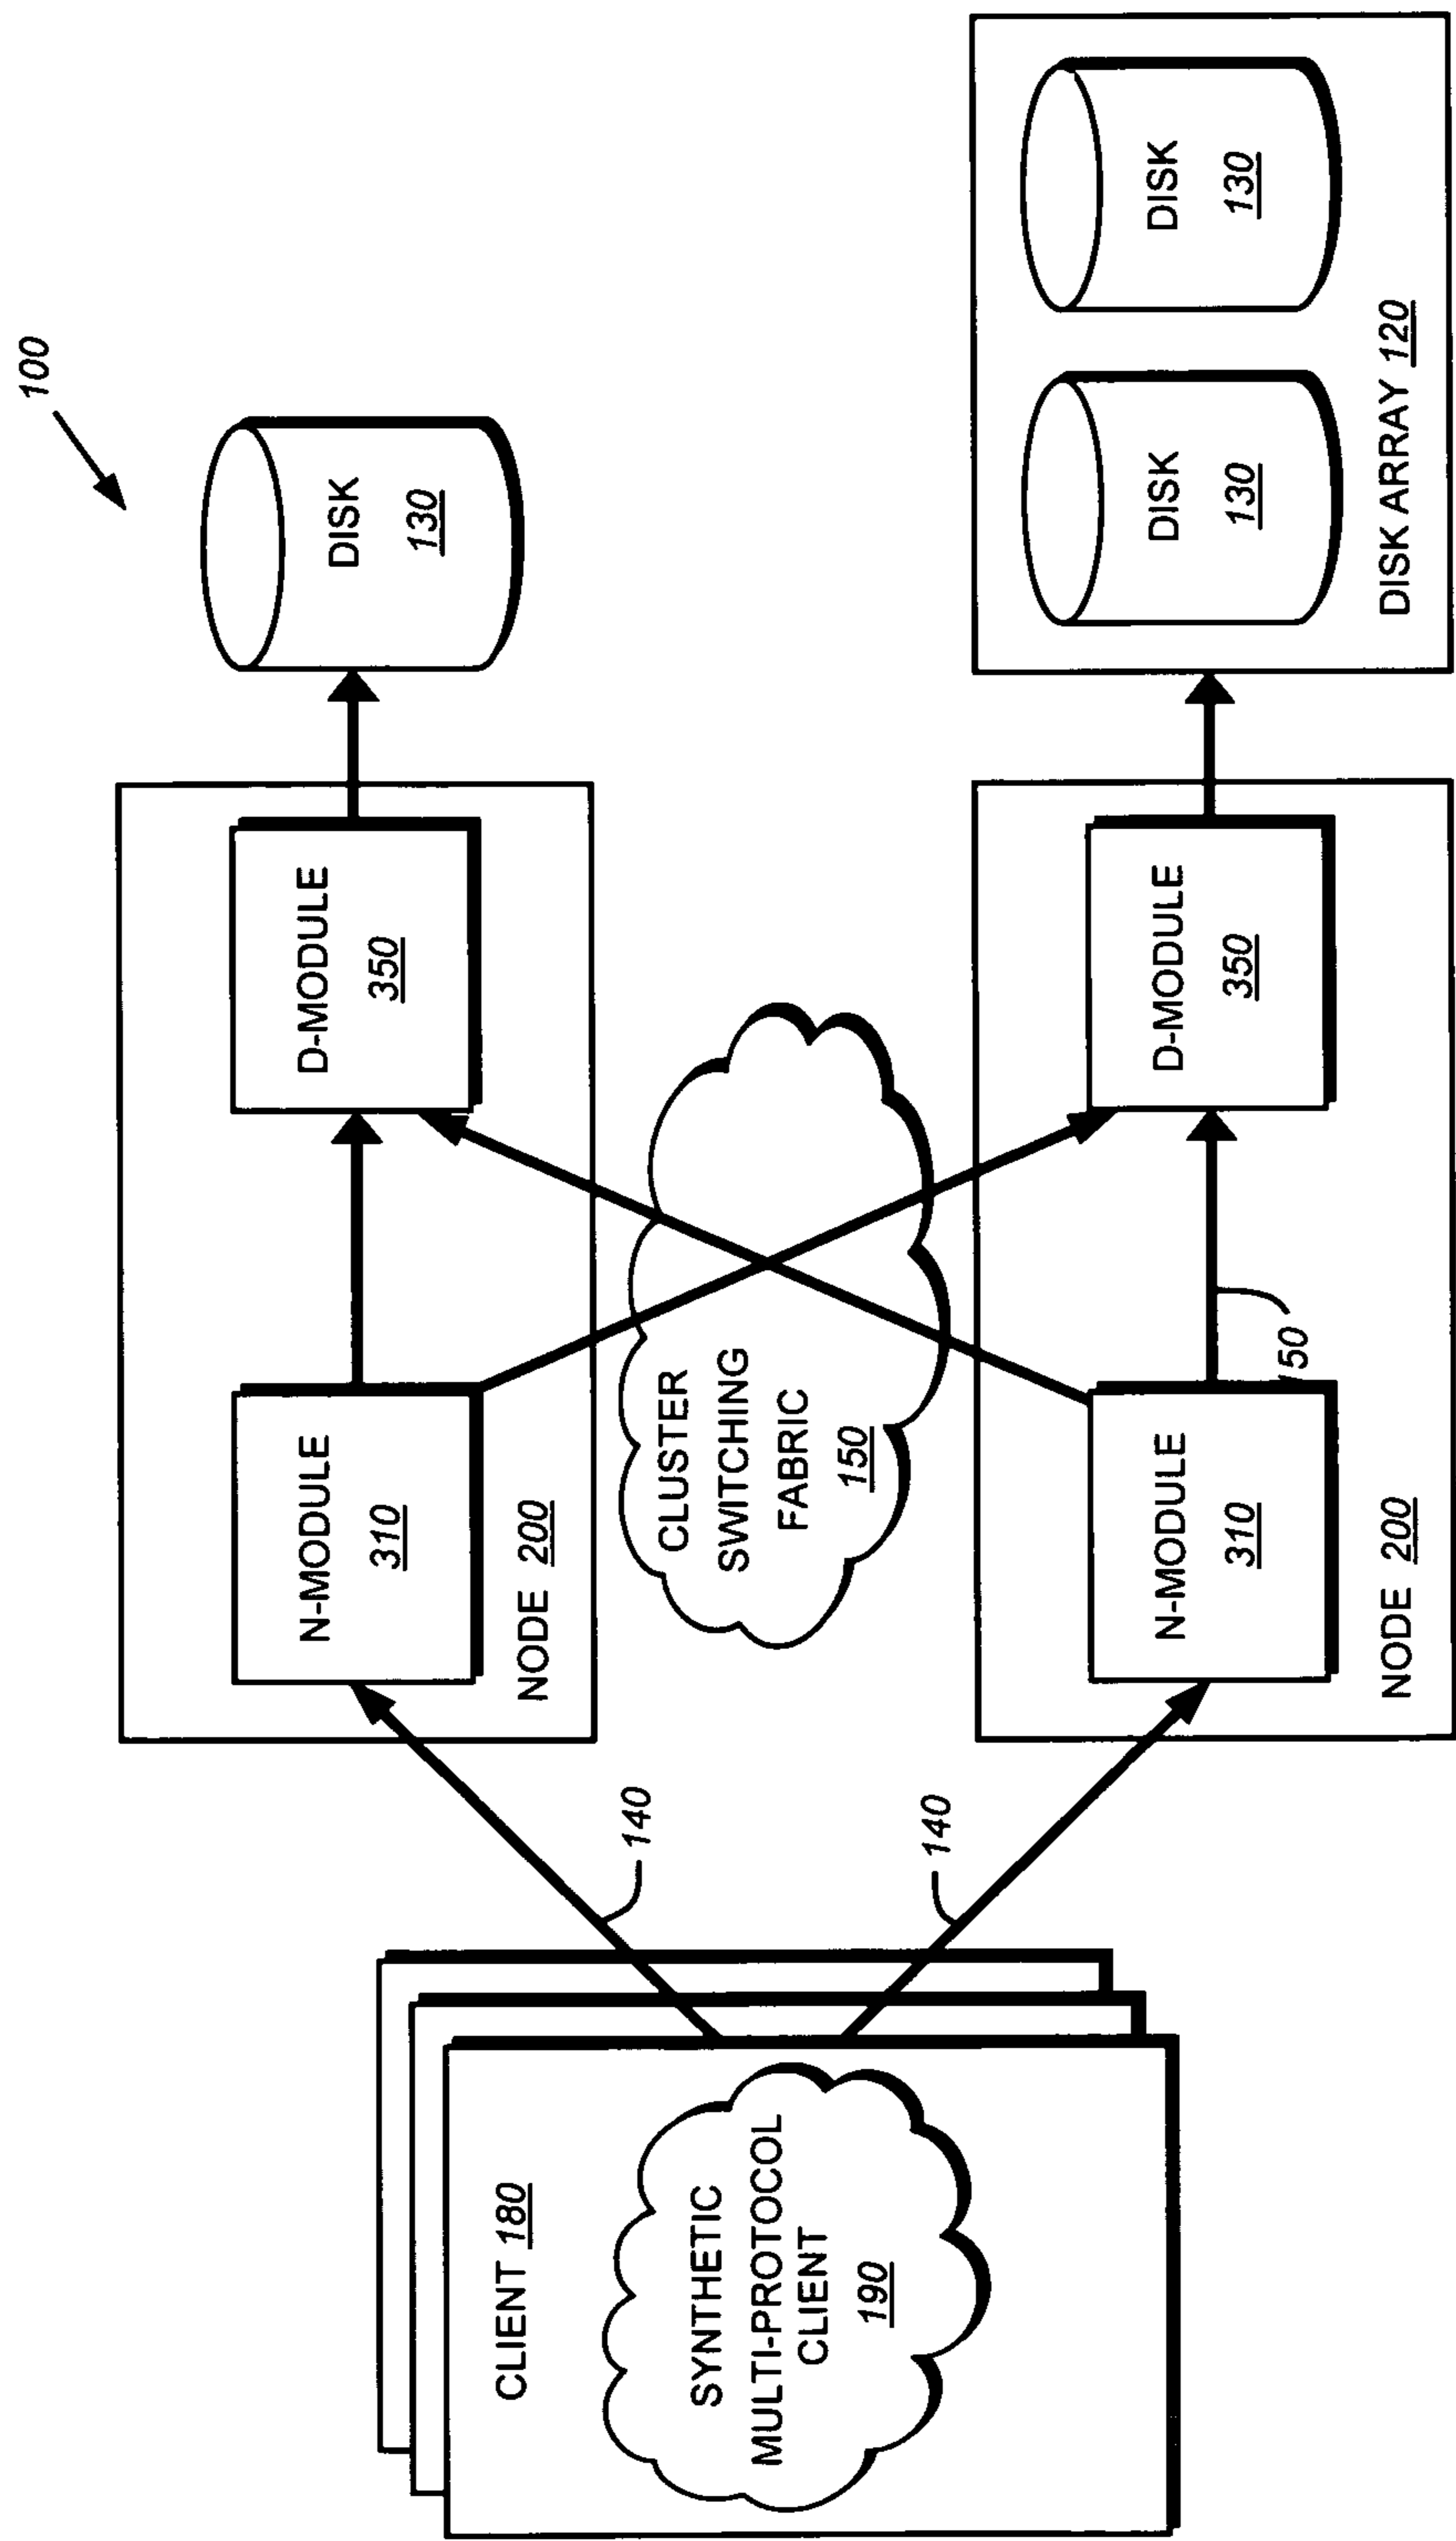 100
N-MODULE
310
NODE 200
D-MODULE
350
DISK
130
CLIENT 180
SYNTHETIC
MULTI-PROTOCOL
CLIENT
190
140
140
CLUSTER
SWITCHING
FABRIC
150
N-MODULE
310
NODE 200
150
D-MODULE
350
DISK
130
DISK
130
DISK ARRAY 120